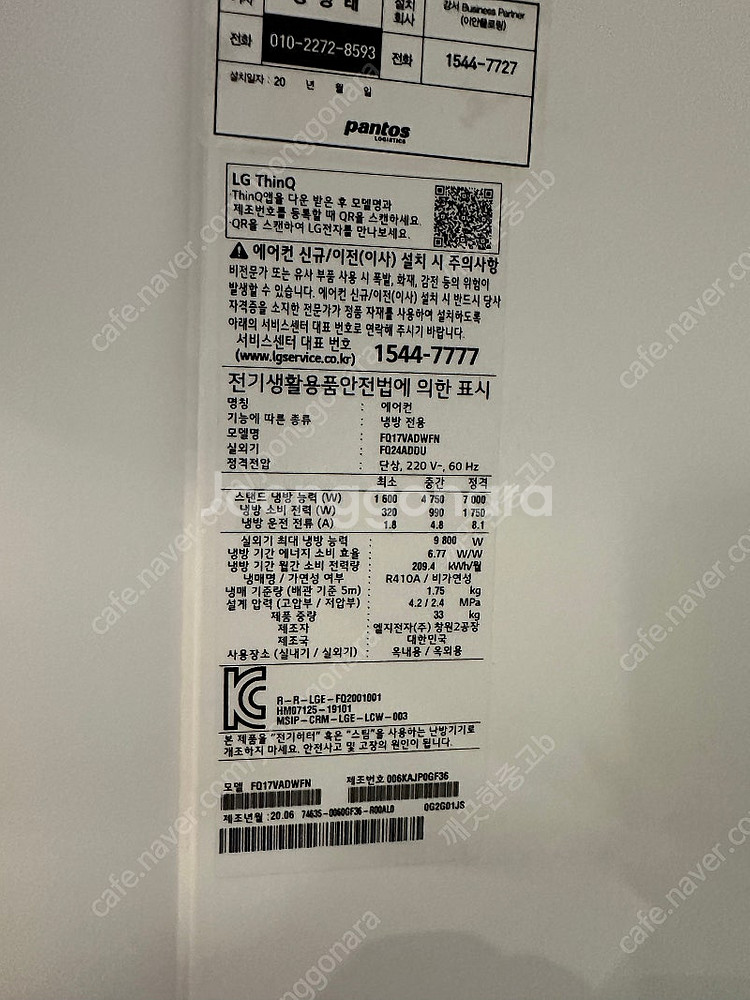 설치
회사
강서 Business Partner
(이안쿨링)
전화 010-2272-8593 전화 1544-7727
설치일자 : 20 년 월 일
pantos
LOGISTICS
LG ThinQ
ThinQ앱을 다운 받은 후 모델명과
제조번호를 등록할 때 QR을 스캔하세요.
QR을 스캔하여 LG전자를 만나보세요.
에어컨 신규/이전(이사) 설치 시 주의사항
비전문가 또는 유사 부품 사용 시 폭발, 화재, 감전 등의 위험이
발생할 수 있습니다. 에어컨 신규/이전(이사) 설치 시 반드시 당사
자격증을 소지한 전문가가 정품 자재를 사용하여 설치하도록
아래의 서비스센터 대표 번호로 연락해 주시기 바랍니다.
서비스센터 대표 번호
(www.lgservice.co.kr) 1544-7777
전기생활용품안전법에 의한 표시
명칭 : 에어컨
기능에 따른 종류 : 냉방 전용
모델명 : FQ17VADWFN
실외기 : FQ24ADDU
정격전압 : 단상, 220 V~, 60 Hz
최소 중간 정격
스탠드 냉방 능력 (W) 1 600 4 750 7 000
냉방 소비 전력 (W) 320 990 1 750
냉방 운전 전류 (A) 1.8 4.8 8.1
실외기 최대 냉방 능력 : 9 800 W
냉방 기간 에너지 소비 효율 : 6.77 W/W
냉방 기간 월간 소비 전력량 : 209.4 kWh/월
냉매명 / 가연성 여부 : R410A / 비가연성
냉매 기준량 (배관 기준 5m) : 1.75 kg
설계 압력 (고압부 / 저압부) : 4.2 / 2.4 MPa
제품 중량 : 33 kg
제조자 : 엘지전자(주) 창원2공장
제조국 : 대한민국
사용장소 (실내기 / 실외기) : 옥내용 / 옥외용
R-R-LGE-FQ2001001
HM07125-19101
MSIP-CRM-LGE-LCW-003
본 제품을 "전기히터" 혹은 "스팀"을 사용하는 난방기기로
개조하지 마세요. 안전사고 및 고장의 원인이 됩니다.
모델 FQ17VADWFN 제조번호 006KAJP0GF36
제조년월 : 20.06 74635-0060GF36-R00AL0 QG2G01JS
Joonggonara
cafe.naver.com/joonggonara
깨끗한중고lb